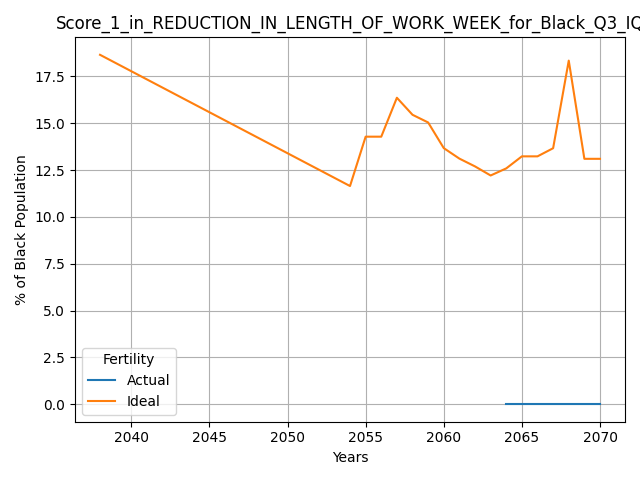 Score_1_in_REDUCTION_IN_LENGTH_OF_WORK_WEEK_for_Black_Q3_IQ
% of Black Population
17.5
15.0
12.5
10.0
7.5
5.0
2.5
0.0
Fertility
Actual
Ideal
2040 2045 2050 2055 2060 2065 2070
Years